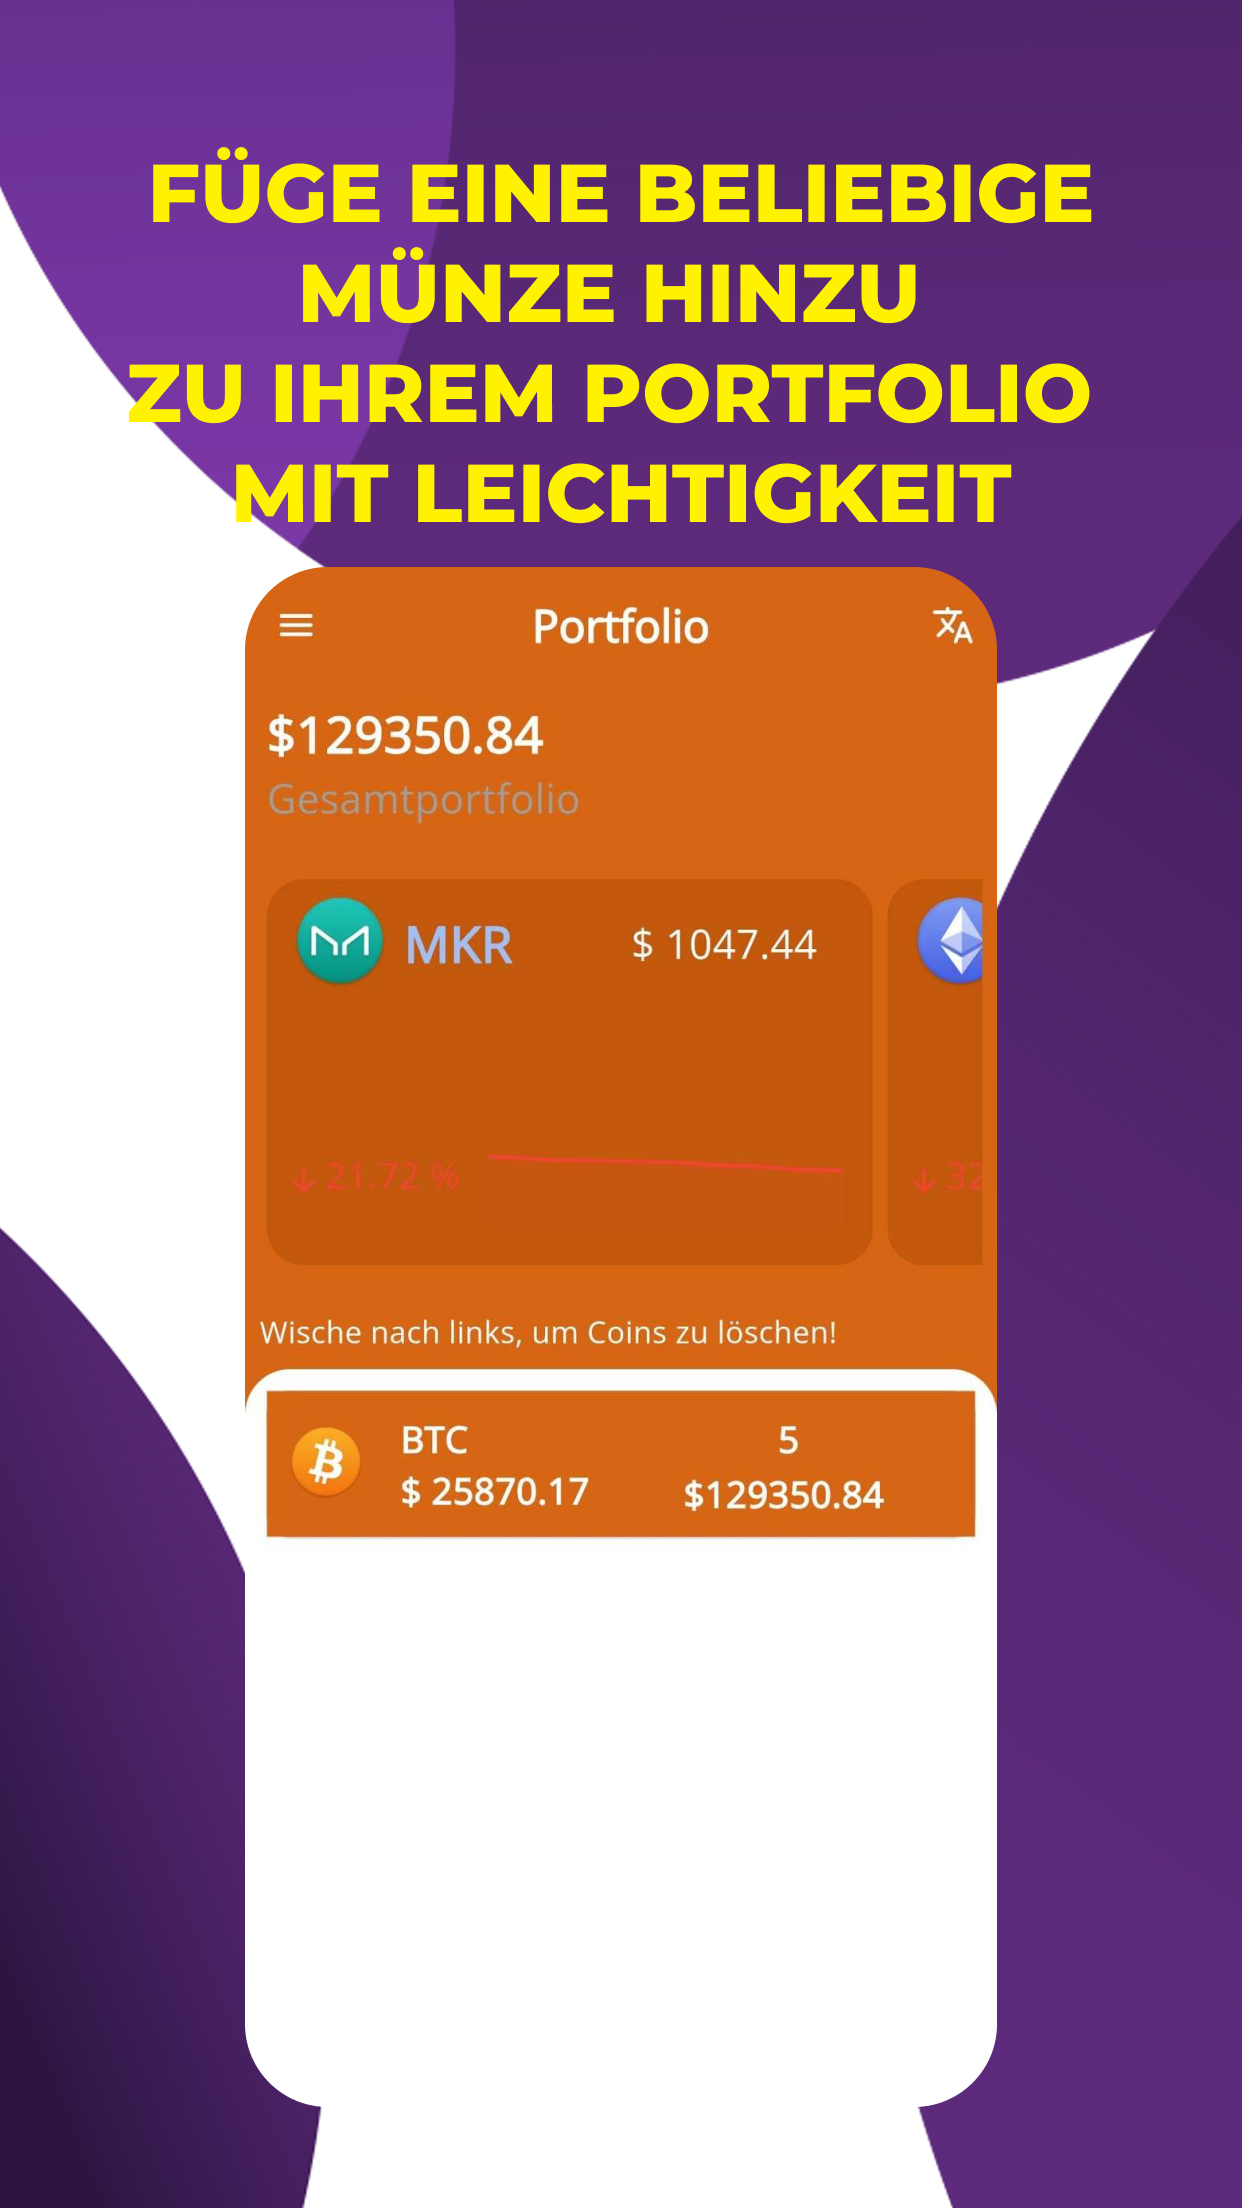 FÜGE EINE BELIEBIGE
MÜNZE HINZU
ZU IHREM PORTFOLIO
MIT LEICHTIGKEIT
Portfolio
$129350.84
Gesamtportfolio
MKR $ 1047.44
↓ 21.72 % ↓ 32
Wische nach links, um Coins zu löschen!
BTC 5
$ 25870.17 $129350.84